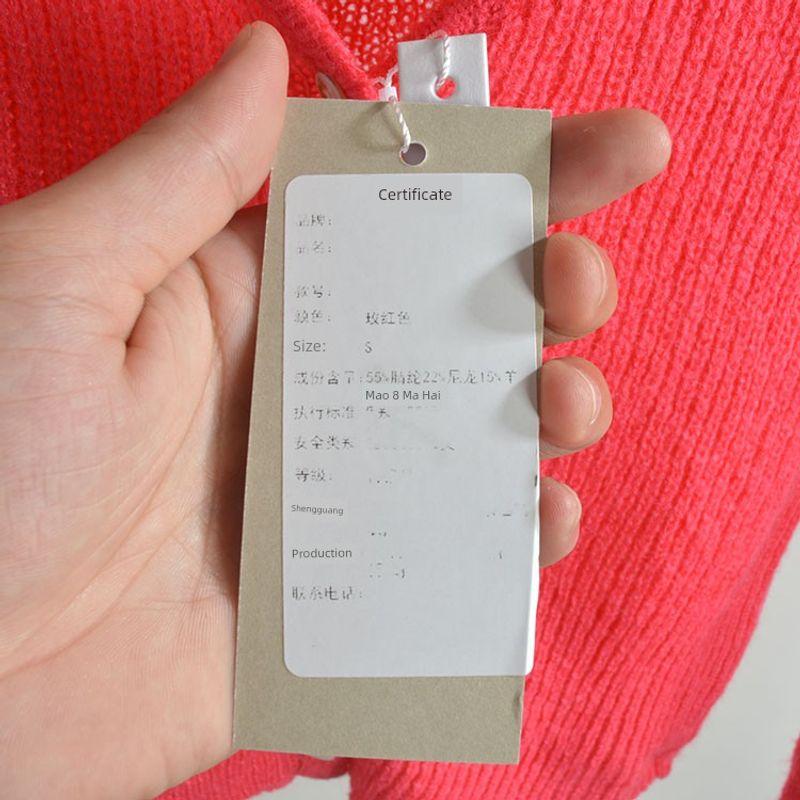 Certificate
品牌：
品名：
款号：
颜色： 玫红色
Size: S
成份含量:55%腈纶22%尼龙15%羊
Mao 8 Ma Hai
执行标准
安全类别
等级：
Shengguang
Production
联系电话：